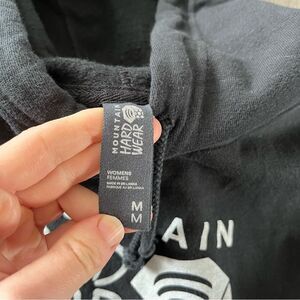 MOUNTAIN
HARD
WEAR
WOMENS
FEMMES
MADE IN SRI LANKA
FABRIQUÉ AU SRI LANKA
M
M
AIN